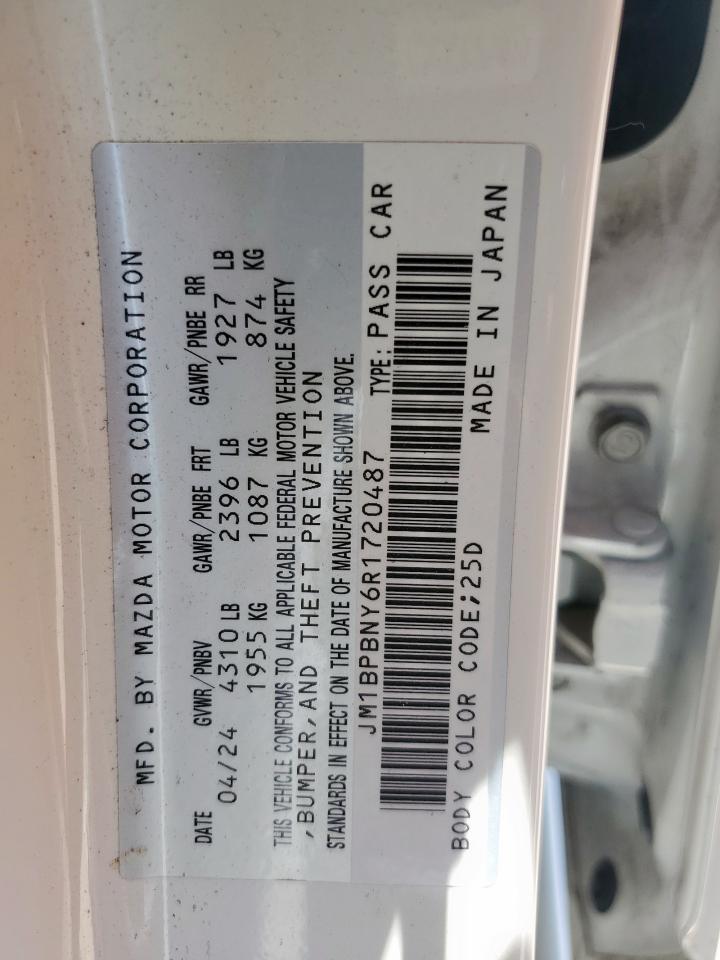 MFD. BY MAZDA MOTOR CORPORATION
DATE GVWR/PNBV GAWR/PNBE FRT GAWR/PNBE RR
04/24 4310 LB 2396 LB 1927 LB
1955 KG 1087 KG 874 KG
THIS VEHICLE CONFORMS TO ALL APPLICABLE FEDERAL MOTOR VEHICLE SAFETY
,BUMPER,AND THEFT PREVENTION
STANDARDS IN EFFECT ON THE DATE OF MANUFACTURE SHOWN ABOVE.
JM1BPBNY6R1720487 TYPE: PASS CAR
BODY COLOR CODE;25D MADE IN JAPAN